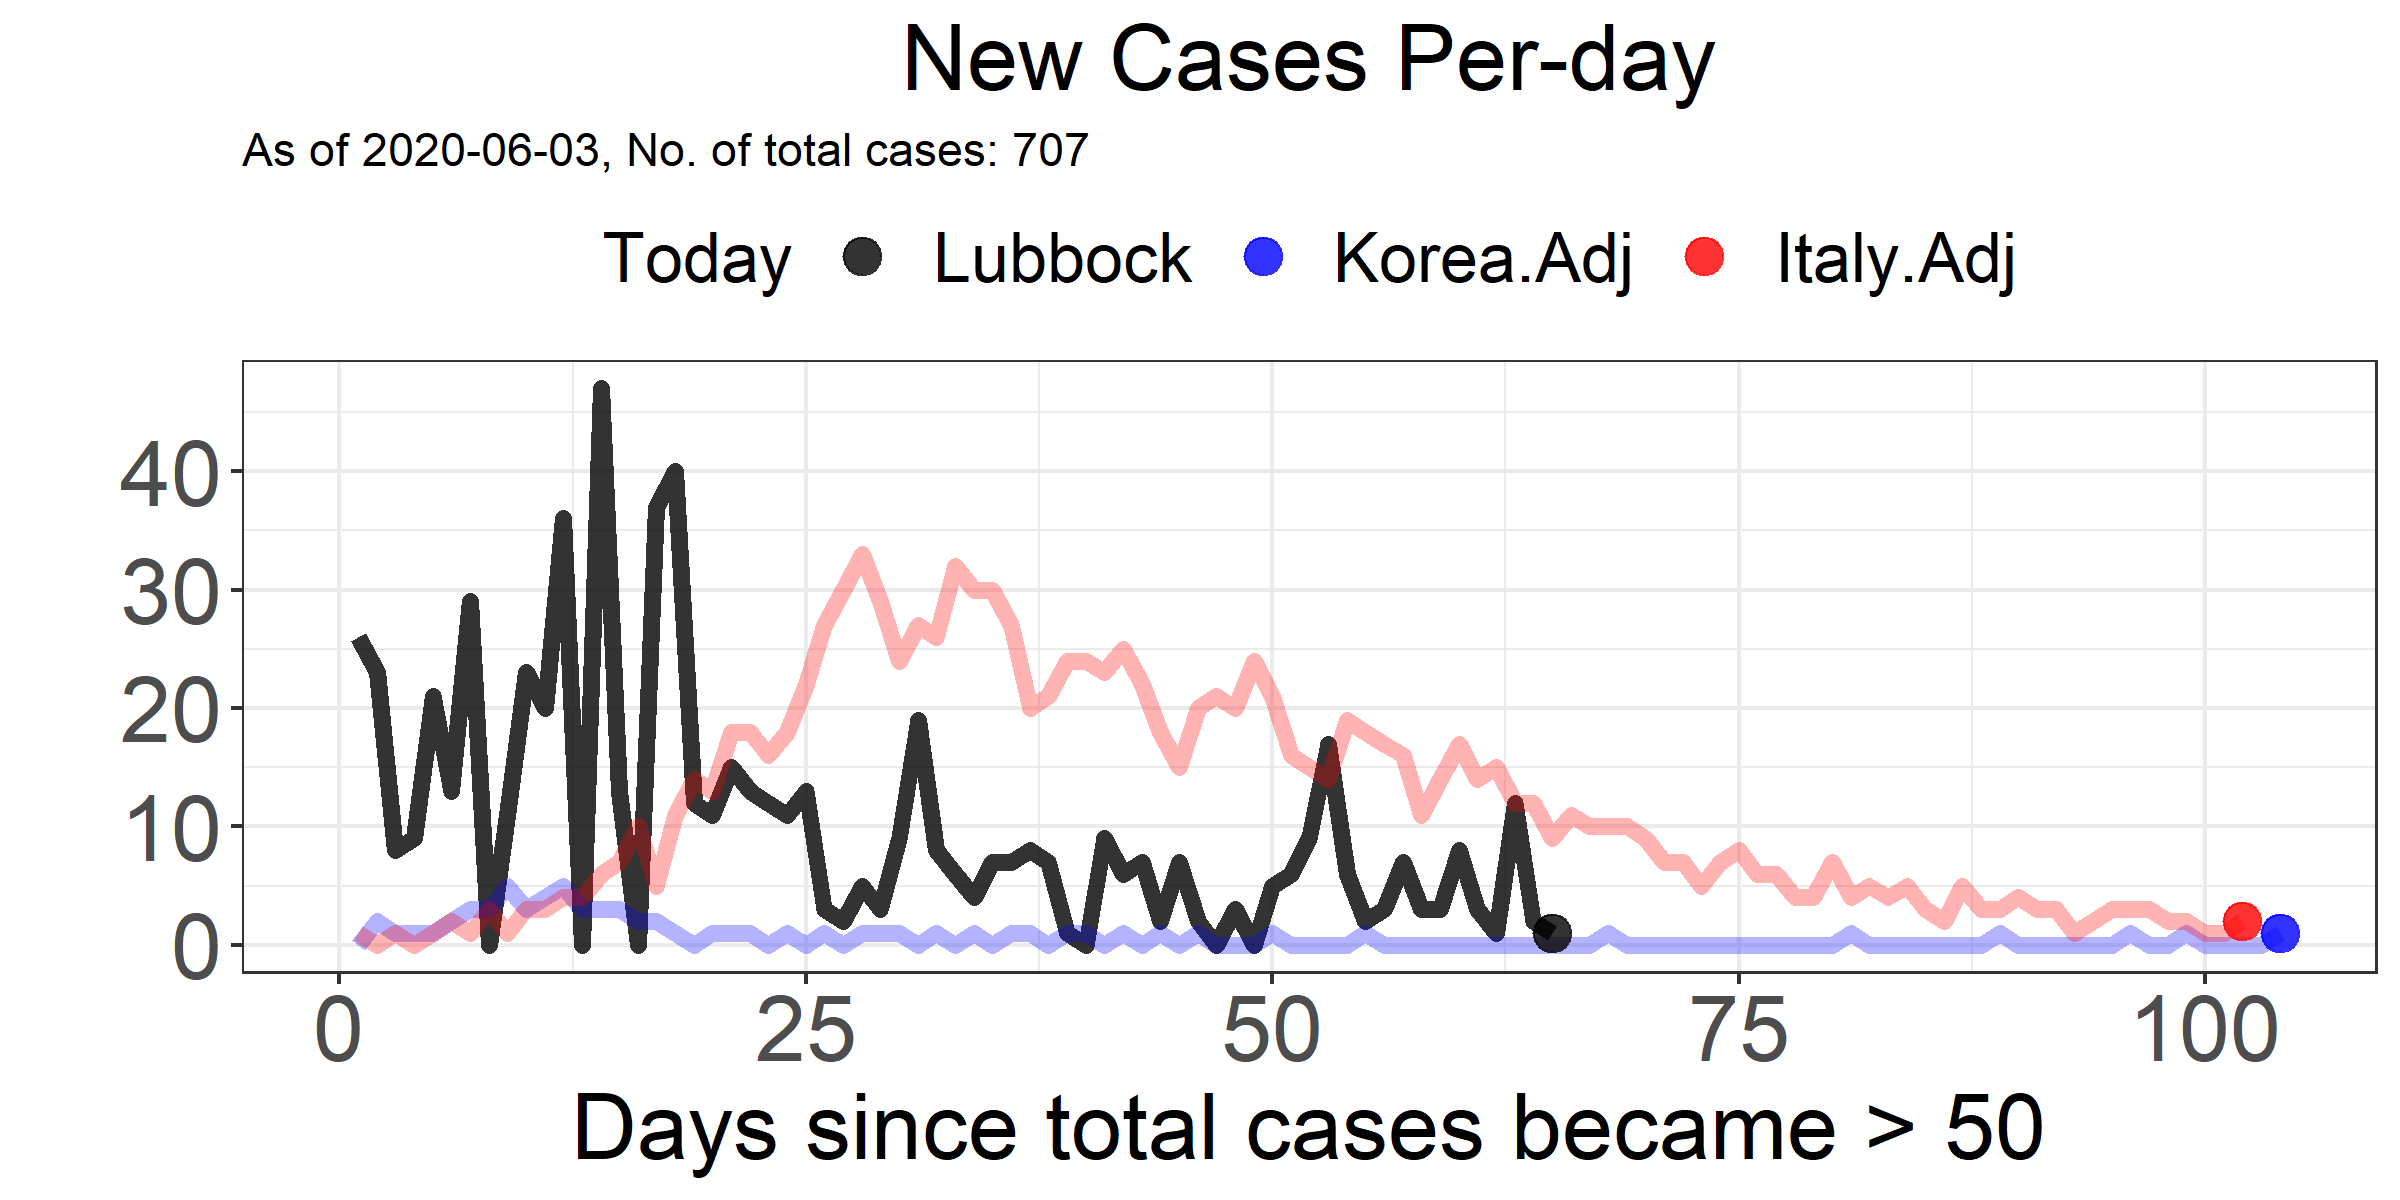 New Cases Per-day
As of 2020-06-03, No. of total cases: 707
Today Lubbock Korea.Adj Italy.Adj
40
30
20
10
0
0 25 50 75 100
Days since total cases became > 50